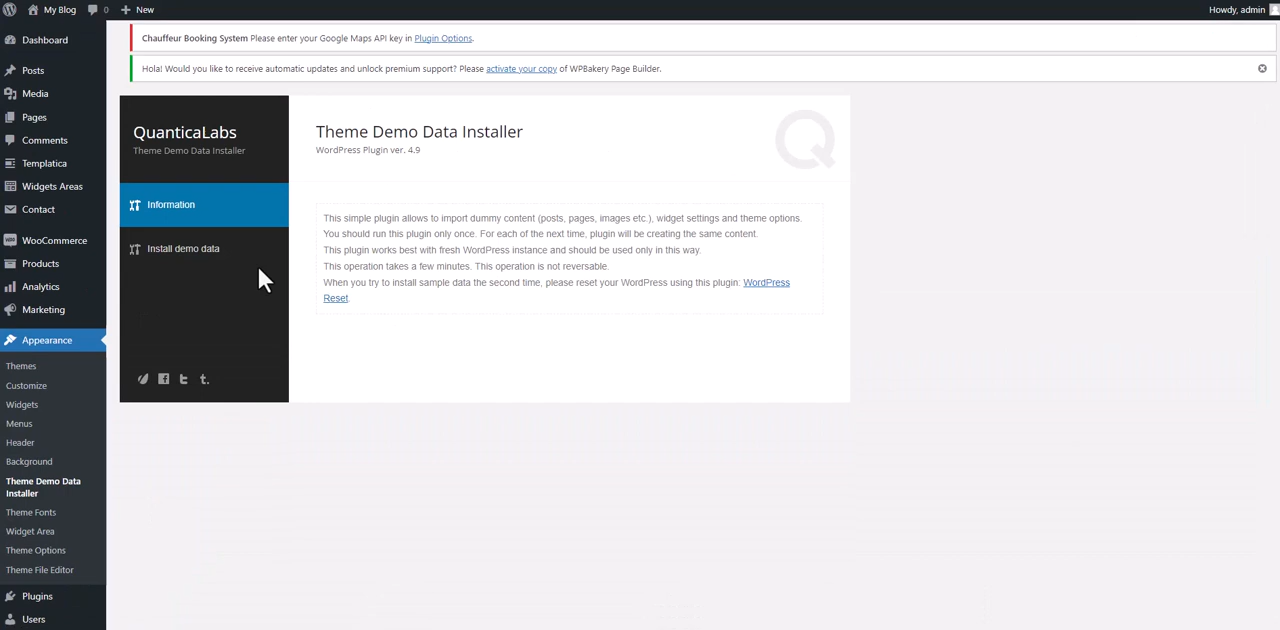 My Blog
0
New
Howdy, admin
Dashboard
Posts
Media
Pages
Comments
Templatica
Widgets Areas
Contact
WooCommerce
Products
Analytics
Marketing
Appearance
Themes
Customize
Widgets
Menus
Header
Background
Theme Demo Data
Installer
Theme Fonts
Widget Area
Theme Options
Theme File Editor
Plugins
Users
Chauffeur Booking System Please enter your Google Maps API key in Plugin Options.
Hola! Would you like to receive automatic updates and unlock premium support? Please activate your copy of WPBakery Page Builder.
QuanticaLabs
Theme Demo Data Installer
Information
Install demo data
Theme Demo Data Installer
WordPress Plugin ver. 4.9
This simple plugin allows to import dummy content (posts, pages, images etc.), widget settings and theme options.
You should run this plugin only once. For each of the next time, plugin will be creating the same content.
This plugin works best with fresh WordPress instance and should be used only in this way.
This operation takes a few minutes. This operation is not reversable.
When you try to install sample data the second time, please reset your WordPress using this plugin: WordPress
Reset.